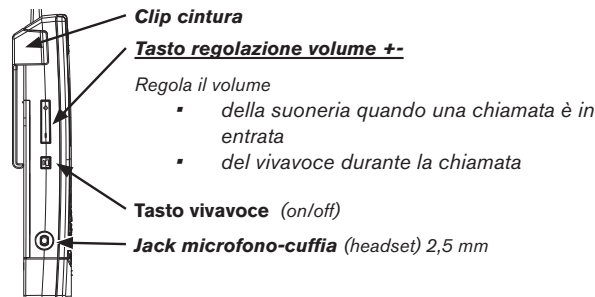 Clip cintura
Tasto regolazione volume +-
Regola il volume
▪ della suoneria quando una chiamata è in
entrata
▪ del vivavoce durante la chiamata
Tasto vivavoce (on/off)
Jack microfono-cuffia (headset) 2,5 mm